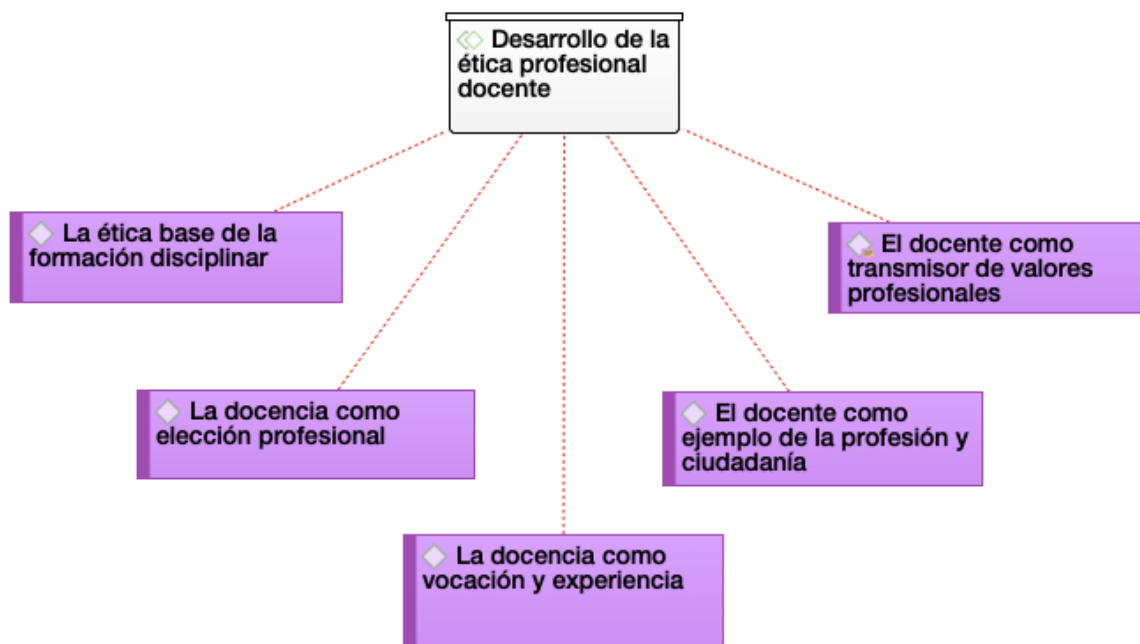 Desarrollo de la
ética profesional
docente
La ética base de la
formación disciplinar
El docente como
transmisor de valores
profesionales
La docencia como
elección profesional
El docente como
ejemplo de la profesión y
ciudadanía
La docencia como
vocación y experiencia